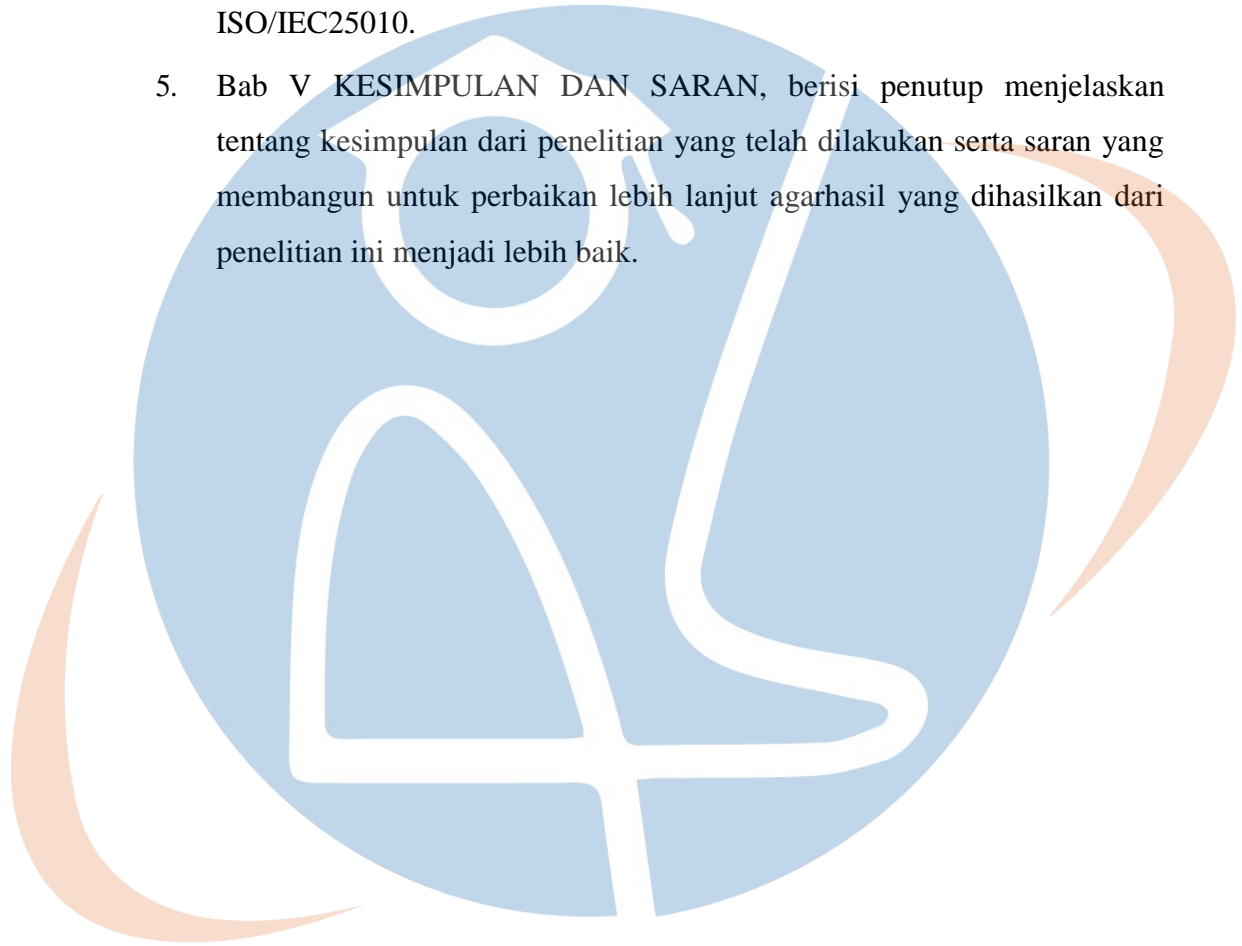 ISO/IEC25010.
5. Bab V KESIMPULAN DAN SARAN, berisi penutup menjelaskan
tentang kesimpulan dari penelitian yang telah dilakukan serta saran yang
membangun untuk perbaikan lebih lanjut agarhasil yang dihasilkan dari
penelitian ini menjadi lebih baik.